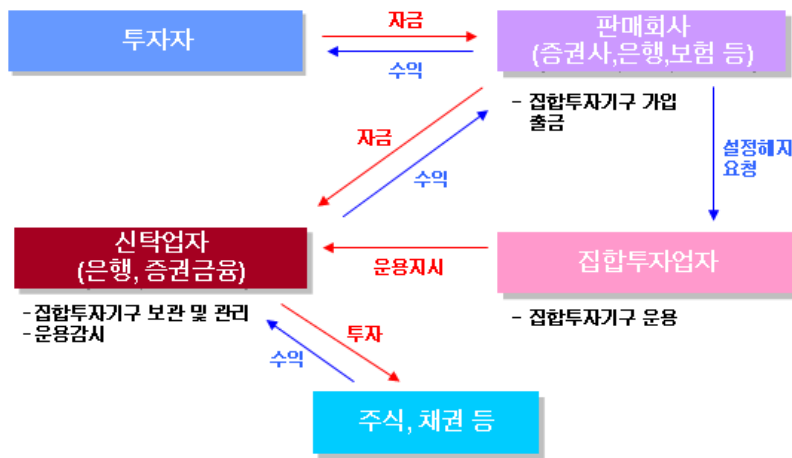 투자자
자금
수익
판매회사
(증권사,은행,보험 등)
- 집합투자기구 가입
출금
자금
수익
설정해지
요청
신탁업자
(은행, 증권금융)
운용지시
집합투자업자
-집합투자기구 보관 및 관리
-운용감시
- 집합투자기구 운용
투자
수익
주식, 채권 등